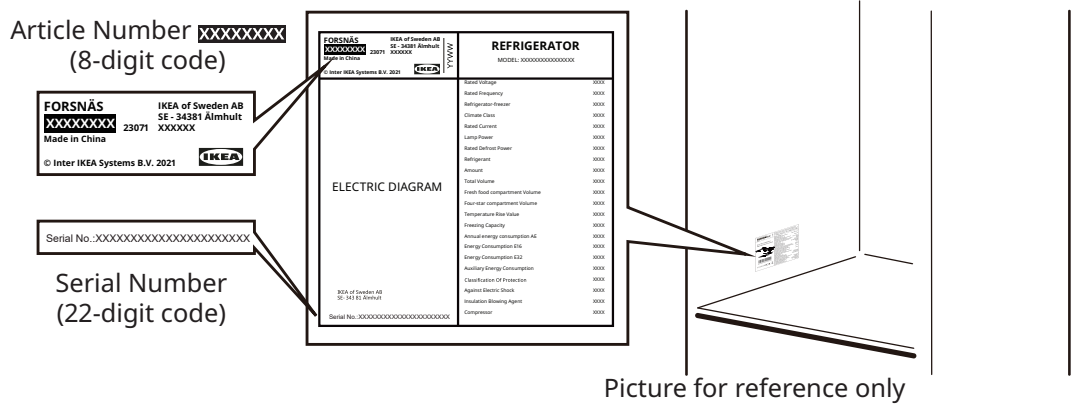 Article Number XXXXXXXX
(8-digit code)
FORSNÄS
XXXXXXXX 23071
Made in China
© Inter IKEA Systems B.V. 2021
IKEA of Sweden AB
SE - 34381 Älmhult
XXXXXX
IKEA
Serial No.:XXXXXXXXXXXXXXXXXXXXXX
Serial Number
(22-digit code)
FORSNÄS
XXXXXXXX 23071
Made in China
© Inter IKEA Systems B.V. 2021
IKEA of Sweden AB
SE - 34381 Älmhult
XXXXXX
IKEA
YYWW
REFRIGERATOR
MODEL: XXXXXXXXXXXXXXX
ELECTRIC DIAGRAM
IKEA of Sweden AB
SE- 343 81 Älmhult
Serial No.:XXXXXXXXXXXXXXXXXXXXXX
Rated Voltage XXXX
Rated Frequency XXXX
Refrigerator-freezer XXXX
Climate Class XXXX
Rated Current XXXX
Lamp Power XXXX
Rated Defrost Power XXXX
Refrigerant XXXX
Amount XXXX
Total Volume XXXX
Fresh food compartment Volume XXXX
Four-star compartment Volume XXXX
Temperature Rise Value XXXX
Freezing Capacity XXXX
Annual energy consumption AE XXXX
Energy Consumption E16 XXXX
Energy Consumption E32 XXXX
Auxiliary Energy Consumption XXXX
Classification Of Protection XXXX
Against Electric Shock XXXX
Insulation Blowing Agent XXXX
Compressor XXXX
Picture for reference only